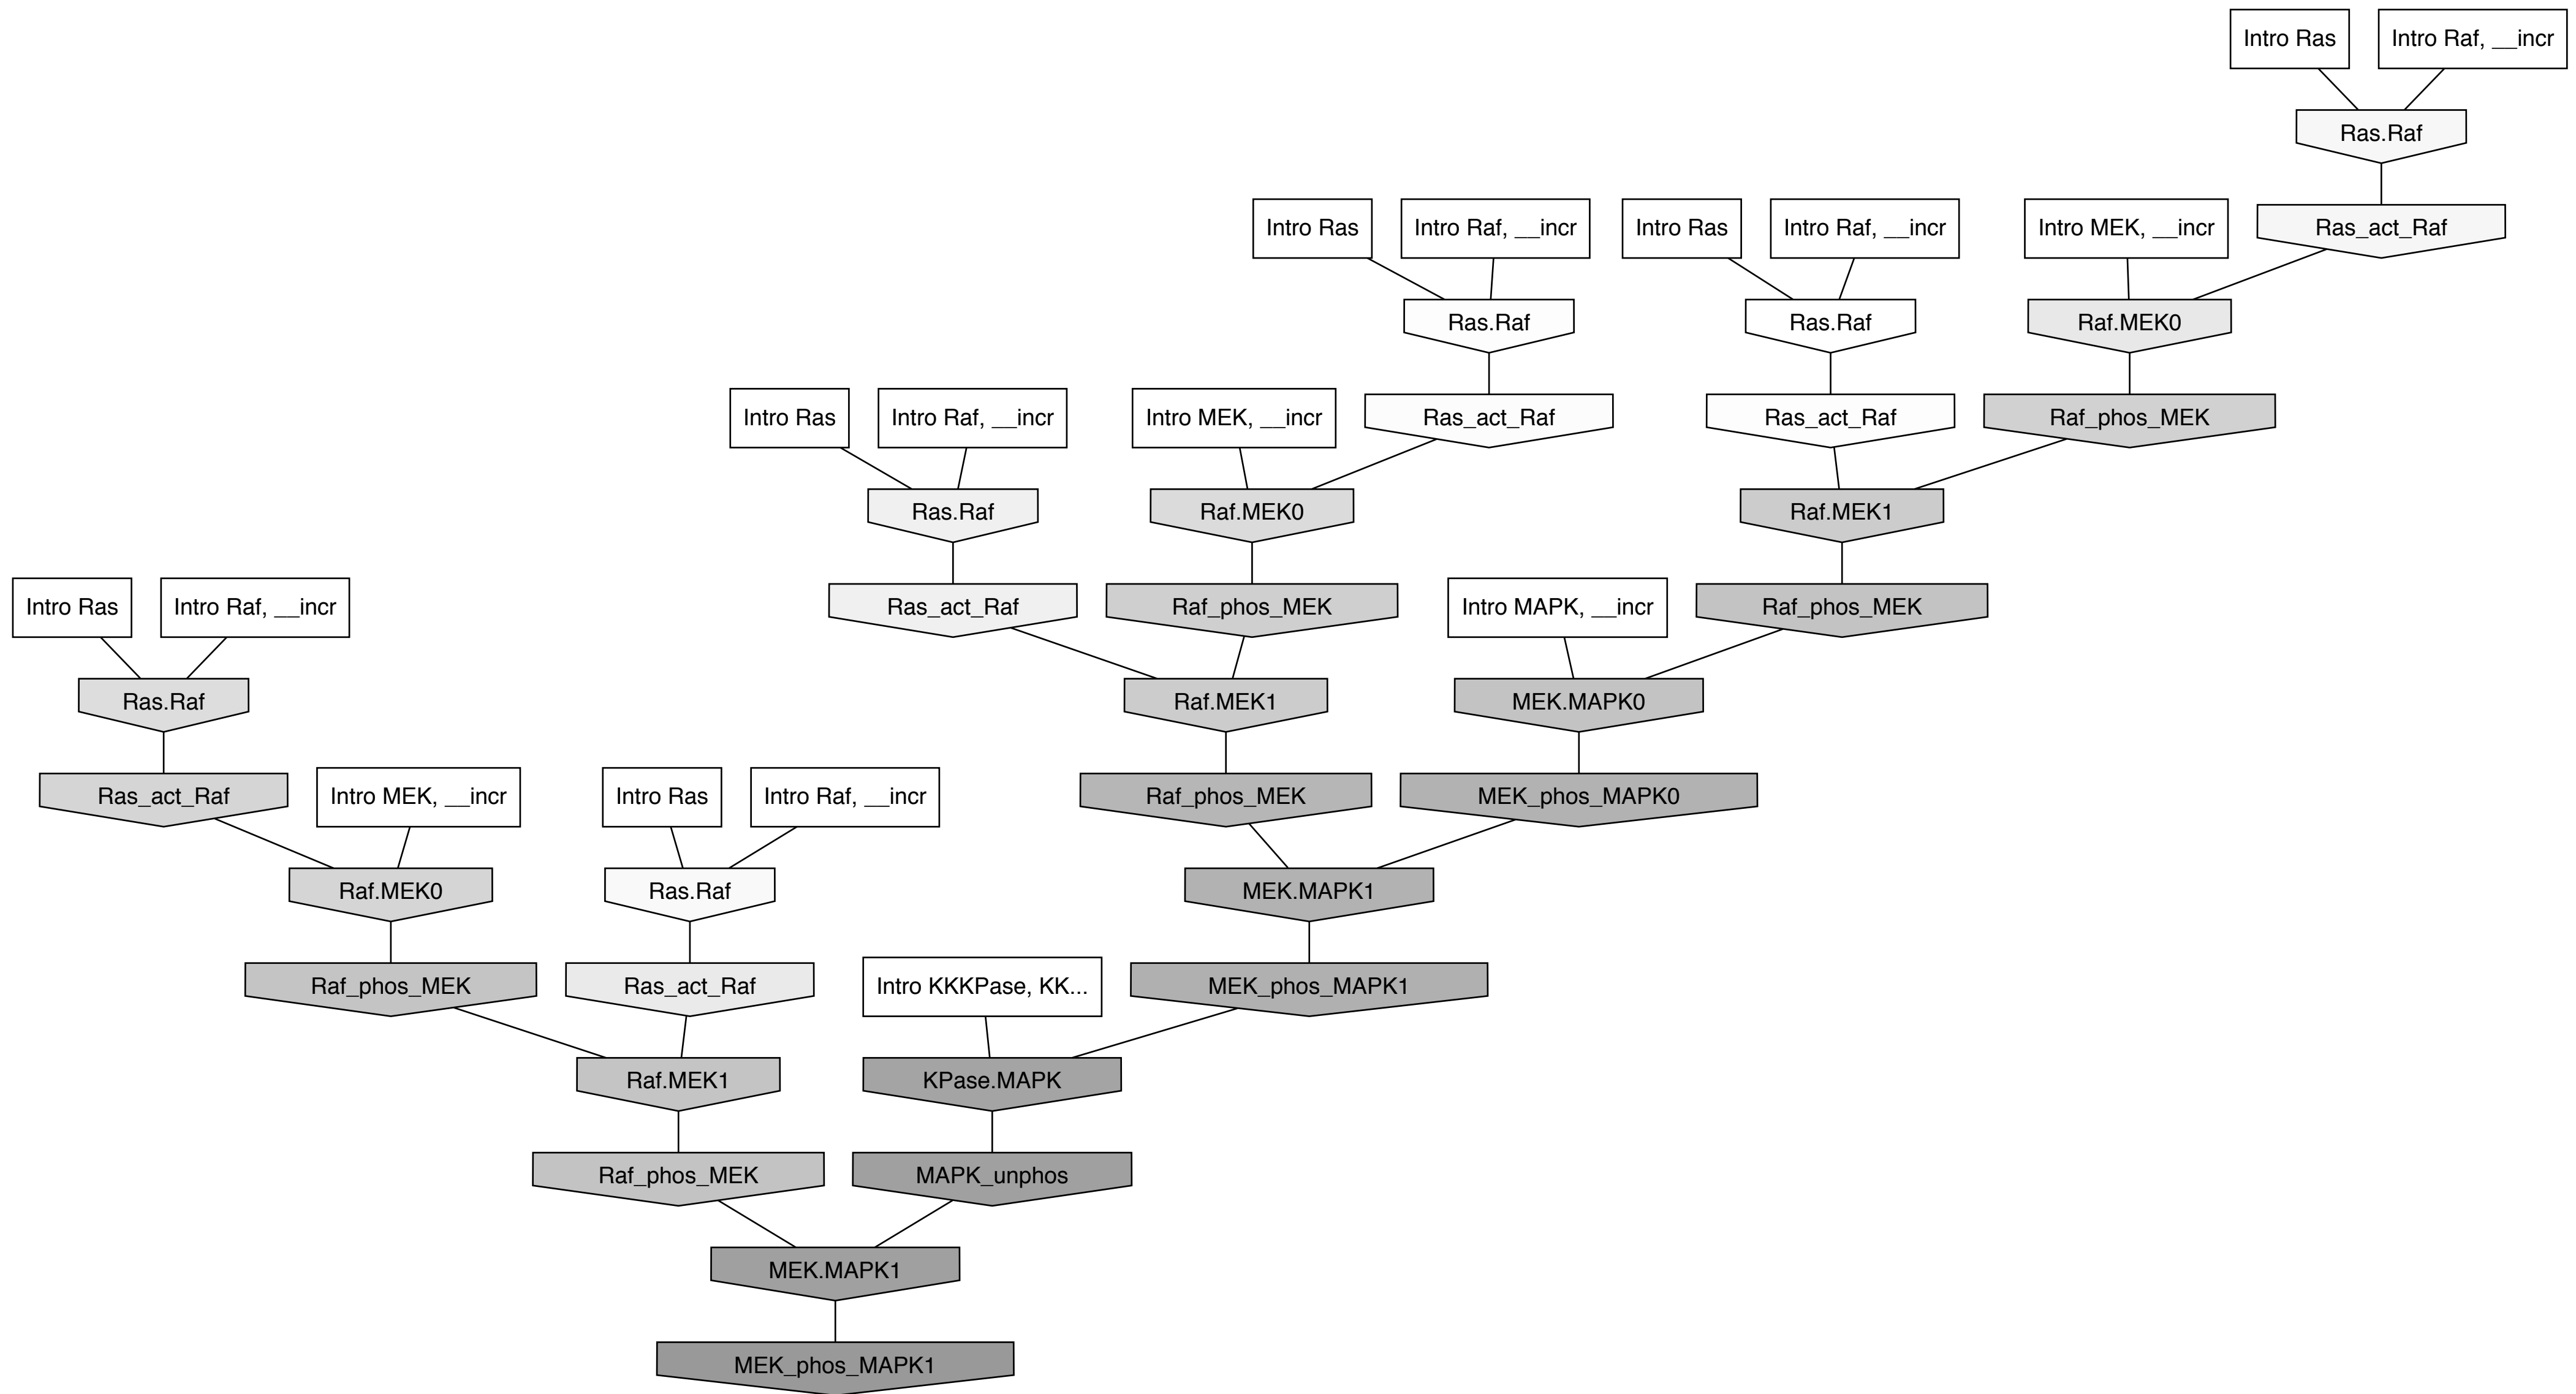 Intro Ras
Intro Raf, __incr
Ras.Raf
Intro Ras
Intro Raf, __incr
Intro Ras
Intro Raf, __incr
Intro MEK, __incr
Ras_act_Raf
Ras.Raf
Ras.Raf
Raf.MEK0
Intro Ras
Intro Raf, __incr
Intro MEK, __incr
Ras_act_Raf
Ras_act_Raf
Raf_phos_MEK
Ras.Raf
Raf.MEK0
Raf.MEK1
Intro Ras
Intro Raf, __incr
Ras_act_Raf
Raf_phos_MEK
Intro MAPK, __incr
Raf_phos_MEK
Ras.Raf
Raf.MEK1
MEK.MAPK0
Ras_act_Raf
Intro MEK, __incr
Intro Ras
Intro Raf, __incr
Raf_phos_MEK
MEK_phos_MAPK0
Raf.MEK0
Ras.Raf
MEK.MAPK1
Raf_phos_MEK
Ras_act_Raf
Intro KKKPase, KK...
MEK_phos_MAPK1
Raf.MEK1
KPase.MAPK
Raf_phos_MEK
MAPK_unphos
MEK.MAPK1
MEK_phos_MAPK1